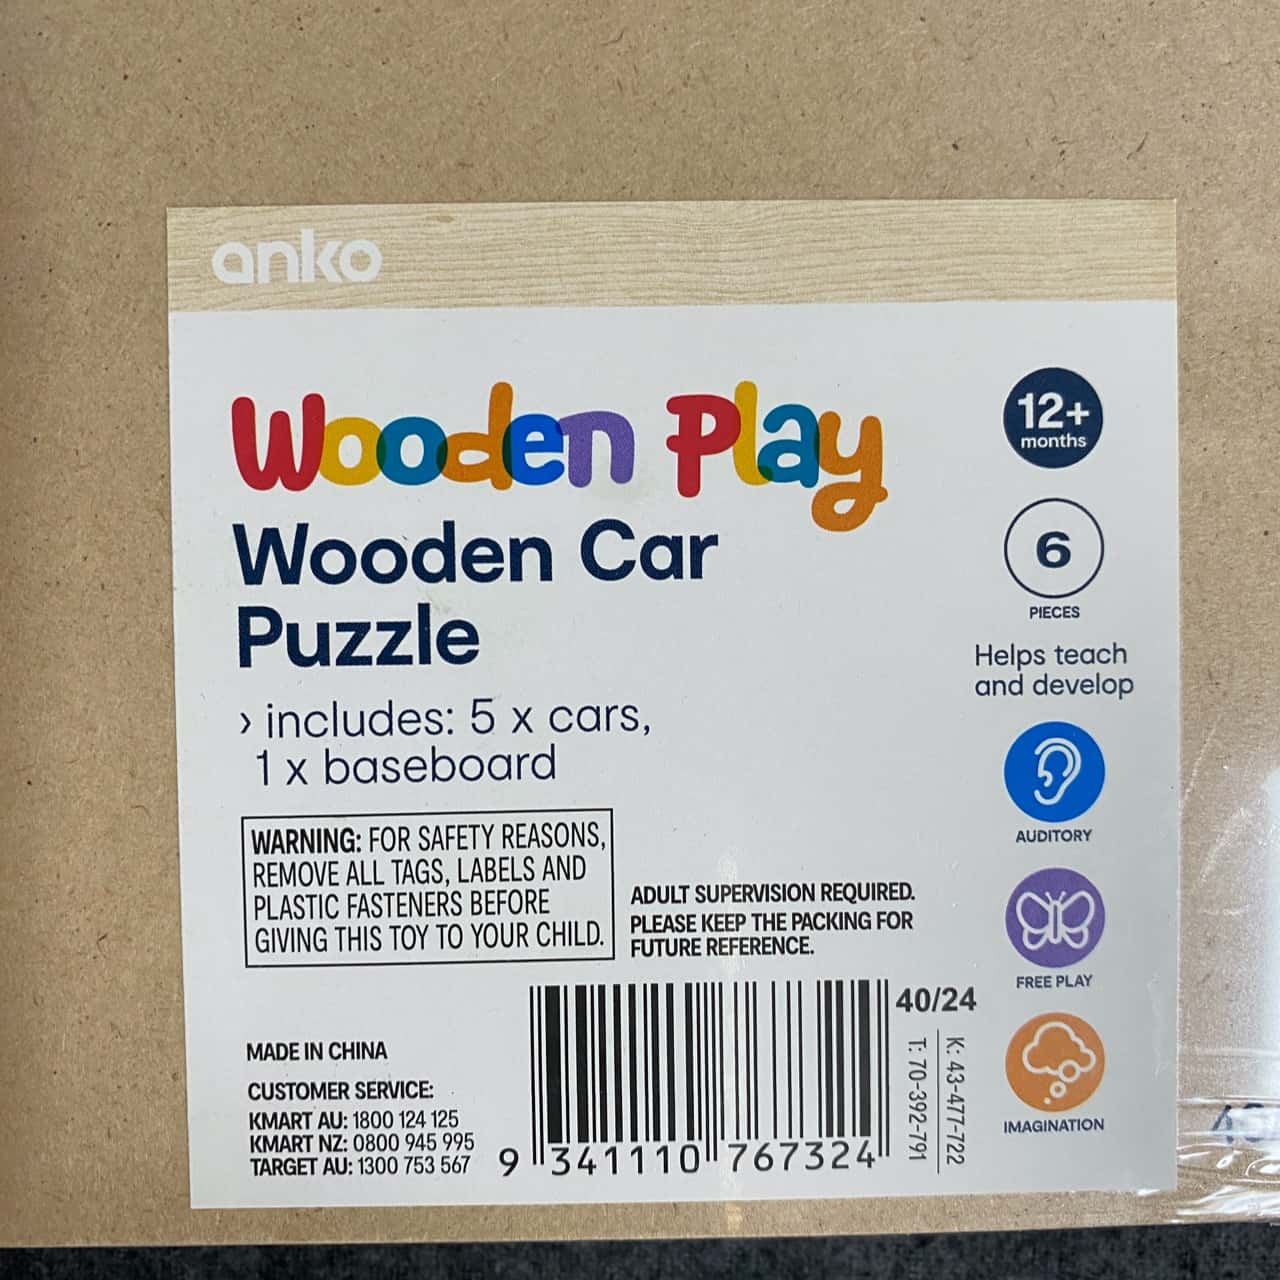 anko
Wooden Play
Wooden Car
Puzzle
› includes: 5 x cars,
1 x baseboard
WARNING: FOR SAFETY REASONS,
REMOVE ALL TAGS, LABELS AND
PLASTIC FASTENERS BEFORE
GIVING THIS TOY TO YOUR CHILD.
ADULT SUPERVISION REQUIRED.
PLEASE KEEP THE PACKING FOR
FUTURE REFERENCE.
MADE IN CHINA
CUSTOMER SERVICE:
KMART AU: 1800 124 125
KMART NZ: 0800 945 995
TARGET AU: 1300 753 567
9 341110 767324
40/24
K: 43-477-722
T: 70-392-791
12+
months
6
PIECES
Helps teach
and develop
AUDITORY
FREE PLAY
IMAGINATION